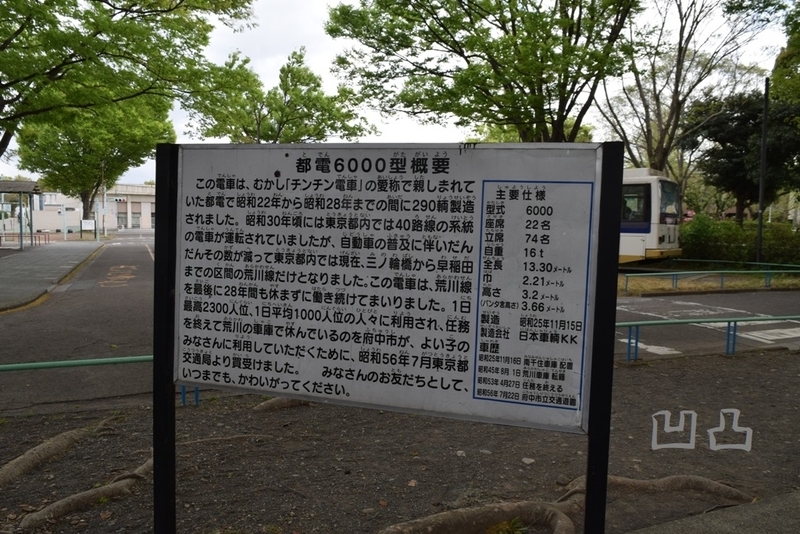 都電6000型概要
この電車は、むかし「チンチン電車」の愛称で親しまれて
いた都電で昭和22年から昭和28年までの間に290輌製造
されました。昭和30年頃には東京都内では40路線の系統
の電車が運転されていましたが、自動車の普及に伴いだん
だんその数が減って東京都内では現在、三ノ輪橋から早稲田
までの区間の荒川線だけとなりました。この電車は、荒川線
を最後に28年間も休まずに働き続けてまいりました。1日
最高2300人位、1日平均1000人位の人々に利用され、任務
を終えて荒川の車庫で休んでいるのを府中市が、よい子の
みなさんに利用していただくために、昭和56年7月東京都
交通局より買受けました。 みなさんのお友だちとして、
いつまでも、かわいがってください。
主要仕様
型式 6000
座席 22名
立席 74名
自重 16t
全長 13.30メートル
巾 2.21メートル
高さ 3.2メートル
(パンタ君高さ) 3.66メートル
製造 昭和25年11月15日
製造会社 日本車輌KK
車歴
昭和25年11月16日 南千住車庫 配置
昭和45年8月1日 荒川車庫 転籍
昭和53年4月27日 任務を終える
昭和56年7月22日 府中市立交通遊園
凹凸